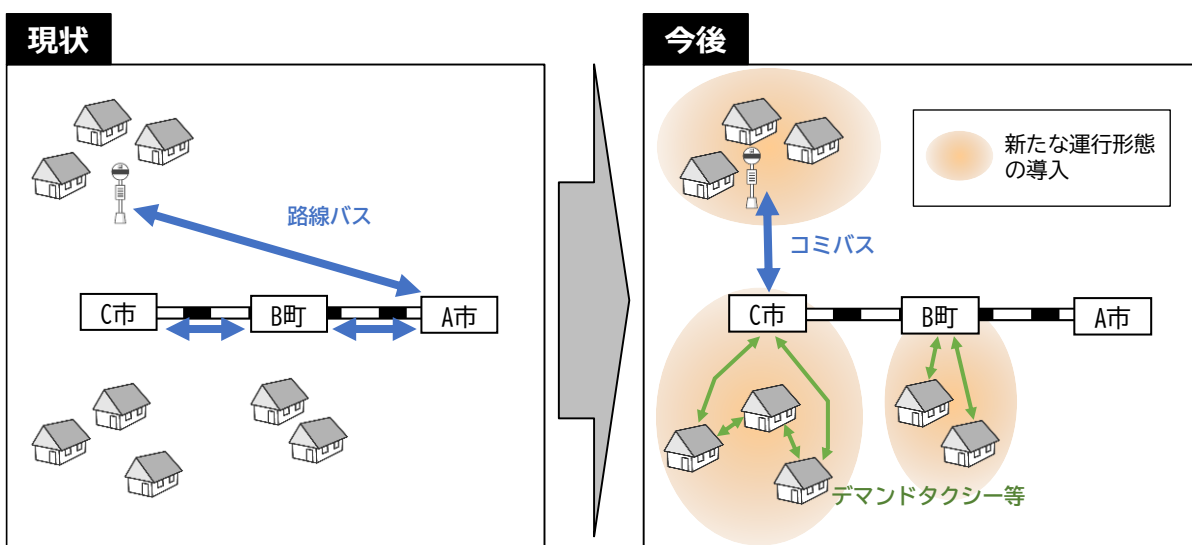 現状
路線バス
C市
B町
A市
今後
新たな運行形態
の導入
コミバス
C市
B町
A市
デマンドタクシー等